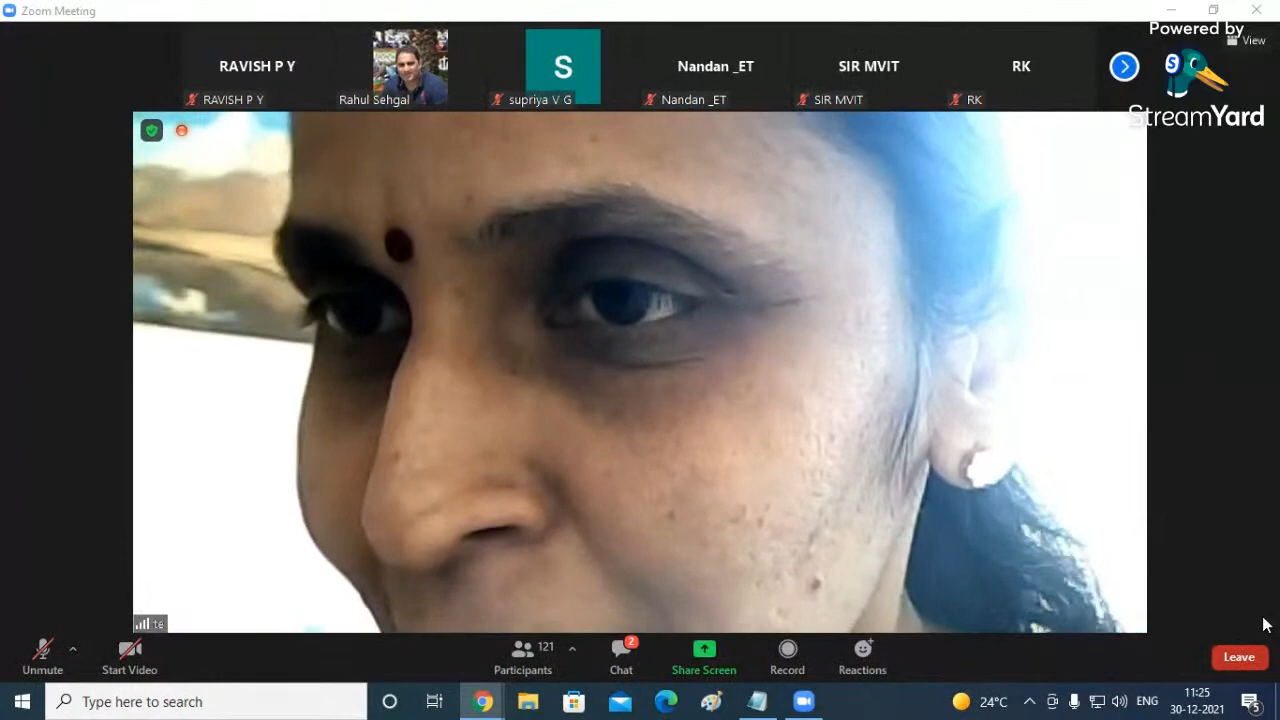 Zoom Meeting
Powered by
View
RAVISH P Y
S
Nandan _ET
SIR MVIT
RK
RAVISH P Y
Rahul Sehgal
supriya V G
Nandan _ET
SIR MVIT
RK
S
StreamYard
te
121
2
Unmute
Start Video
Participants
Chat
Share Screen
Record
Reactions
Leave
Type here to search
24°C
ENG
11:25
30-12-2021
5